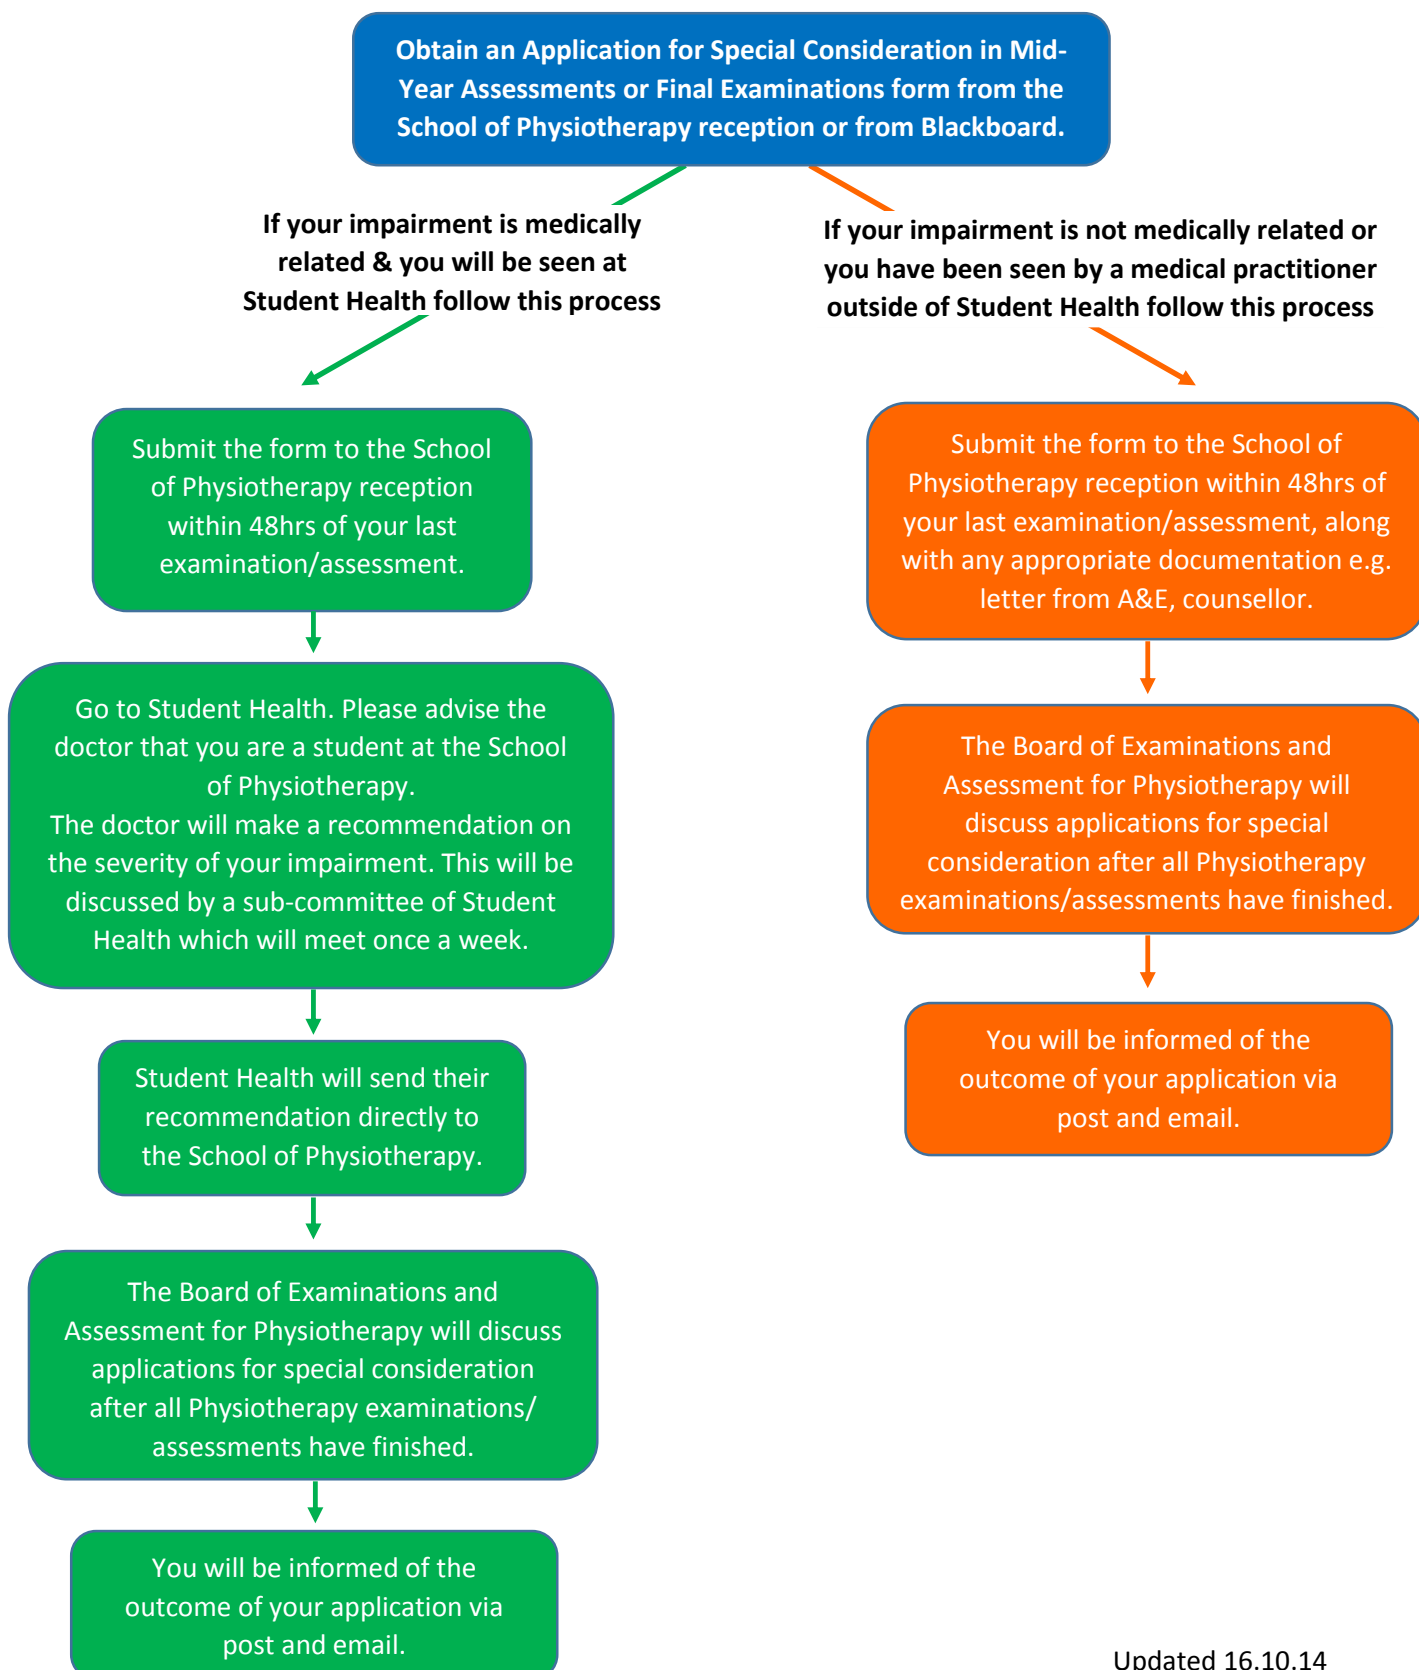 Obtain an Application for Special Consideration in Mid-
Year Assessments or Final Examinations form from the
School of Physiotherapy reception or from Blackboard.
If your impairment is medically
related & you will be seen at
Student Health follow this process
If your impairment is not medically related or
you have been seen by a medical practitioner
outside of Student Health follow this process
Submit the form to the School
of Physiotherapy reception
within 48hrs of your last
examination/assessment.
Go to Student Health. Please advise the
doctor that you are a student at the School
of Physiotherapy.
The doctor will make a recommendation on
the severity of your impairment. This will be
discussed by a sub-committee of Student
Health which will meet once a week.
Student Health will send their
recommendation directly to
the School of Physiotherapy.
The Board of Examinations and
Assessment for Physiotherapy will discuss
applications for special consideration
after all Physiotherapy examinations/
assessments have finished.
You will be informed of the
outcome of your application via
post and email.
Submit the form to the School of
Physiotherapy reception within 48hrs of
your last examination/assessment, along
with any appropriate documentation e.g.
letter from A&E, counsellor.
The Board of Examinations and
Assessment for Physiotherapy will
discuss applications for special
consideration after all Physiotherapy
examinations/assessments have finished.
You will be informed of the
outcome of your application via
post and email.
Updated 16.10.14